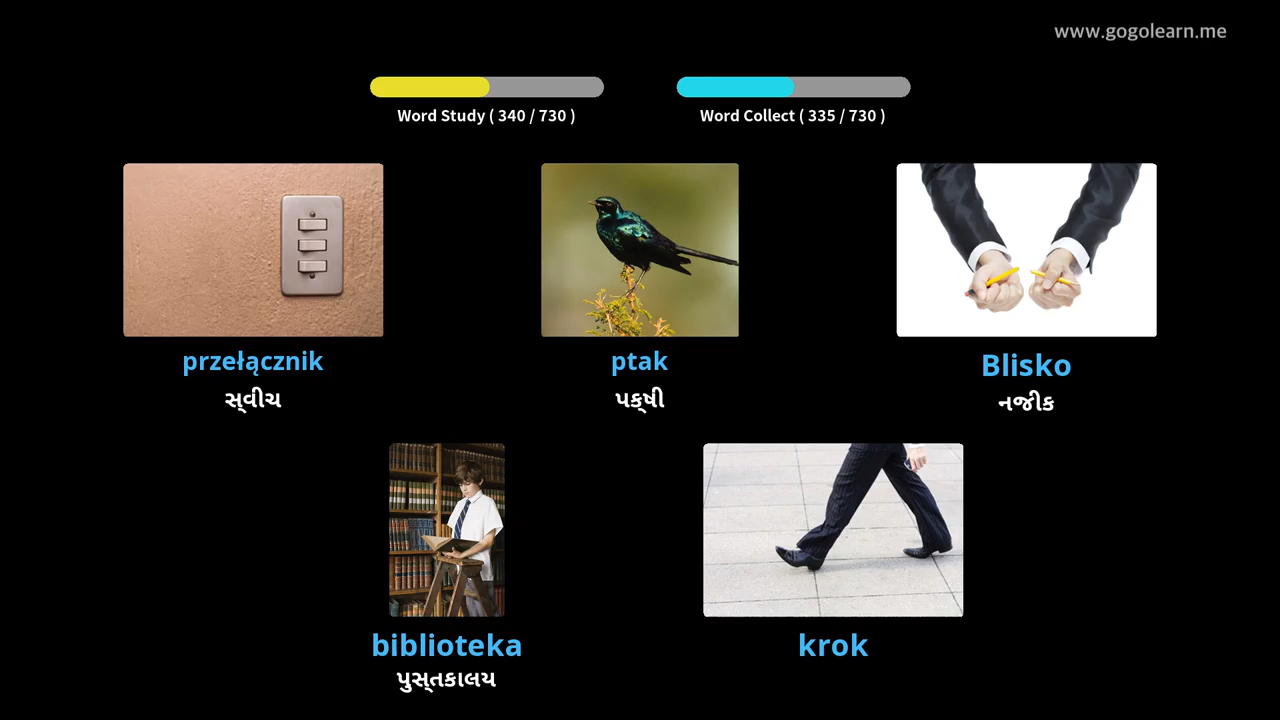 www.gogolearn.me
Word Study ( 340 / 730 )
Word Collect ( 335 / 730 )
przełącznik
સ્વીચ
ptak
પક્ષી
Blisko
નજીક
biblioteka
પુસ્તકાલય
krok